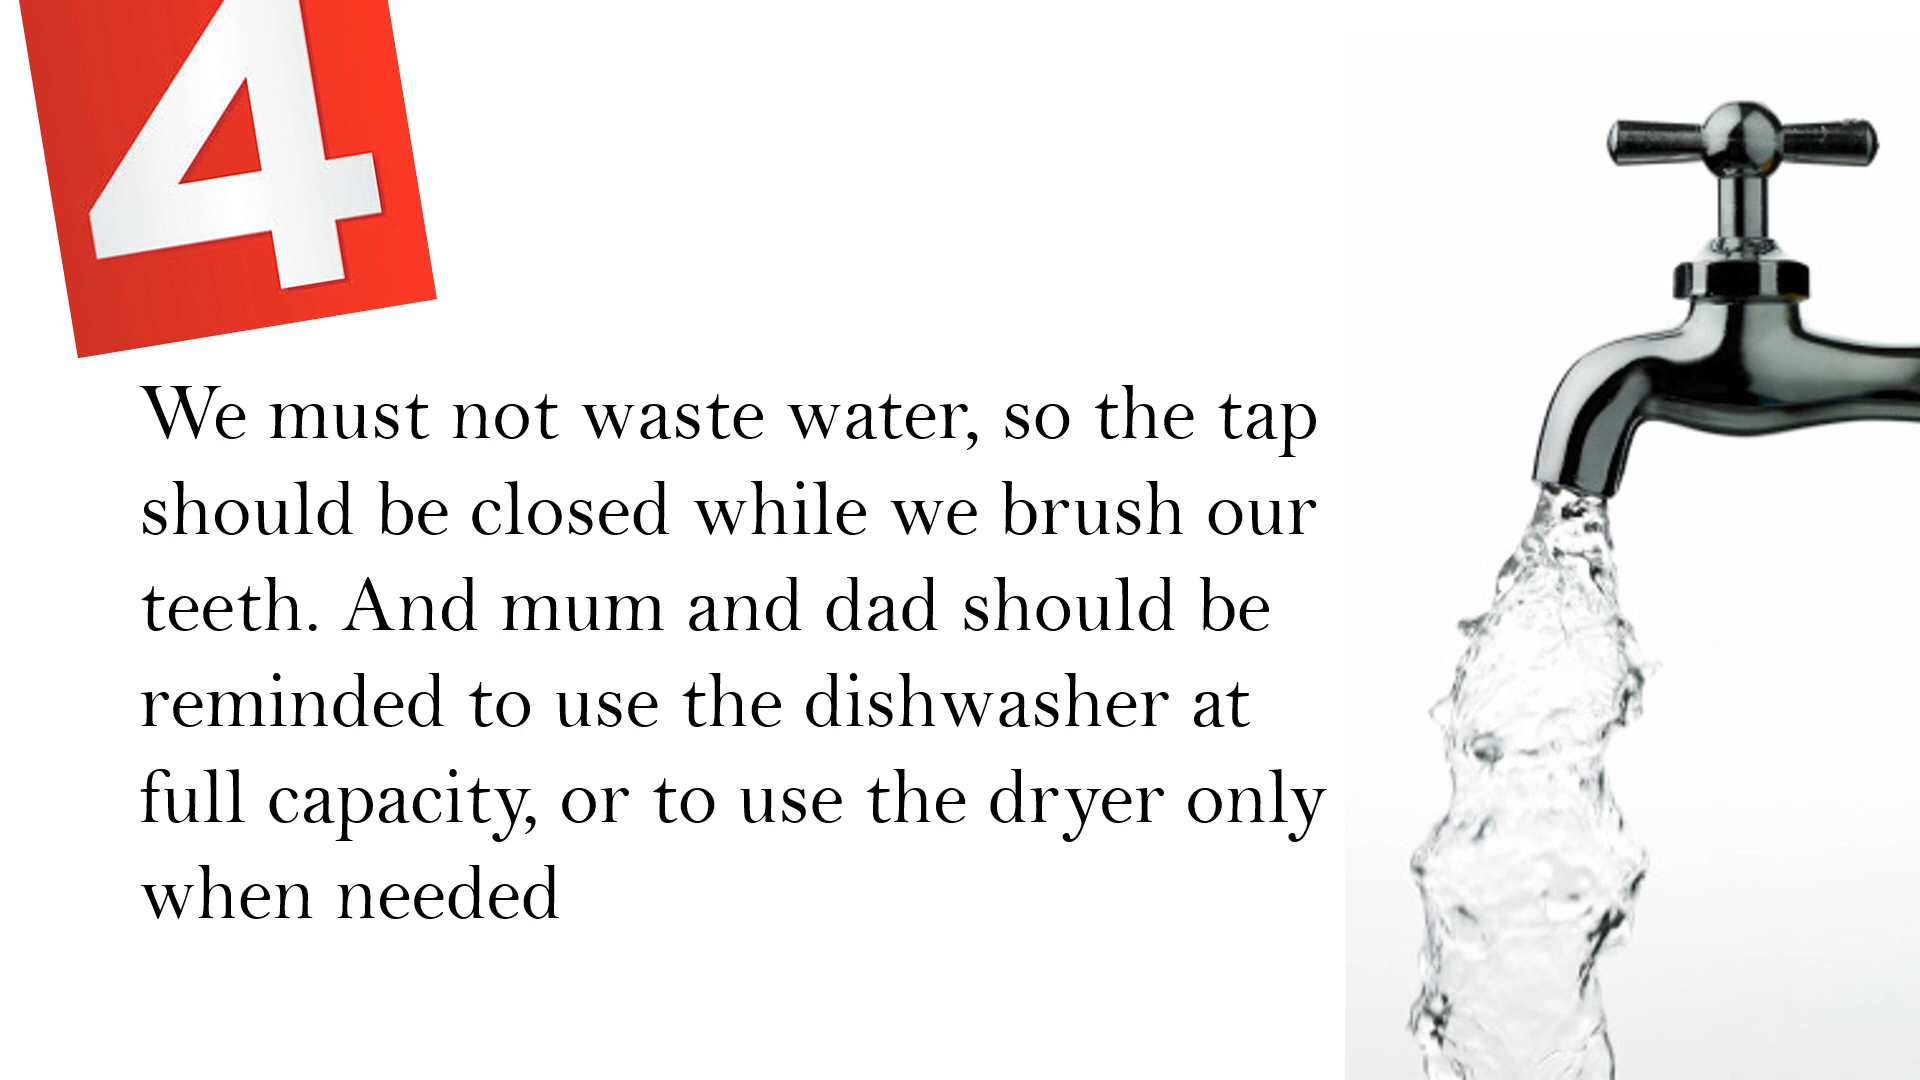 4
We must not waste water, so the tap
should be closed while we brush our
teeth. And mum and dad should be
reminded to use the dishwasher at
full capacity, or to use the dryer only
when needed